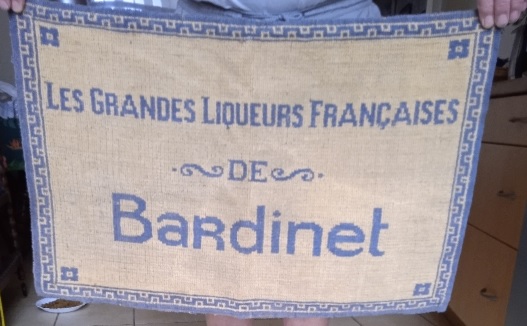 LES GRANDES LIQUEURS FRANÇAISES
DE
Bardinet